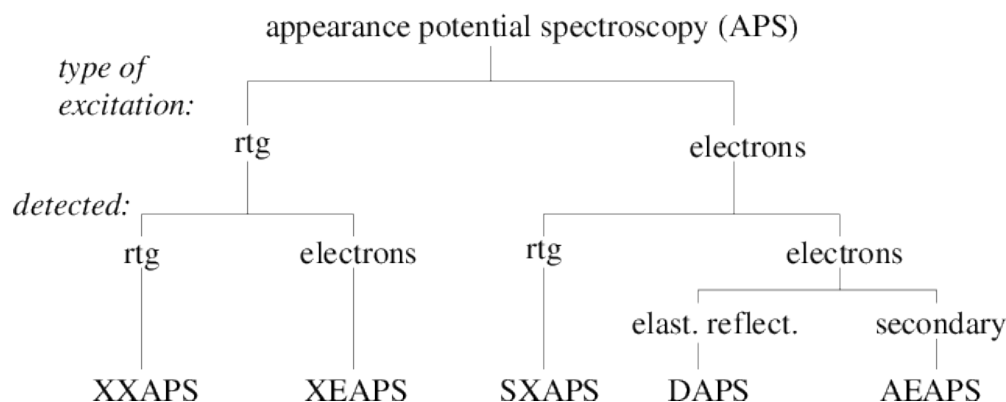 appearance potential spectroscopy (APS)
type of
excitation:
rtg electrons
detected:
rtg electrons rtg electrons
elast. reflect. secondary
XXAPS XEAPS SXAPS DAPS AEAPS